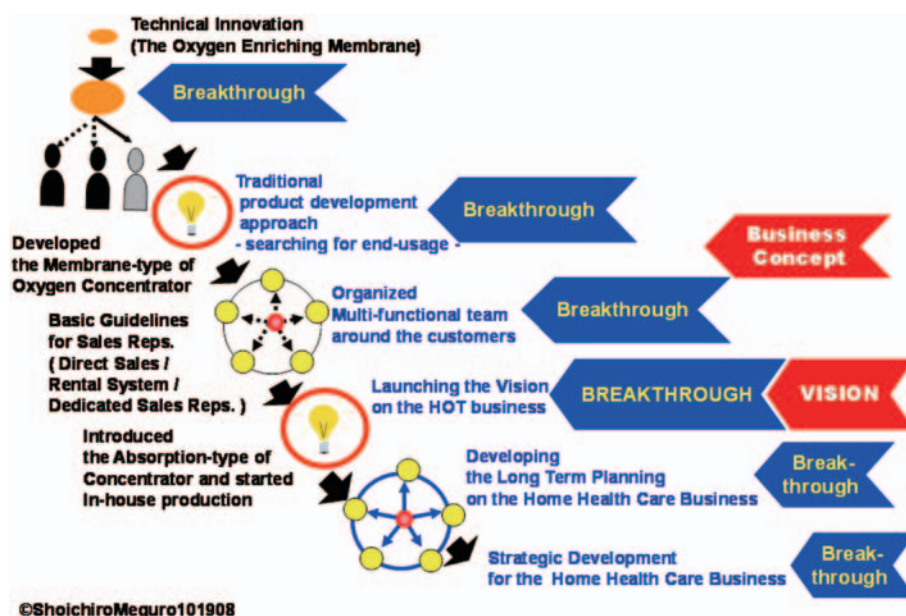 Technical Innovation
(The Oxygen Enriching Membrane)
Breakthrough
Traditional
product development
approach
- searching for end-usage -
Breakthrough
Developed
the Membrane-type of
Oxygen Concentrator
Business
Concept
Organized
Multi-functional team
around the customers
Breakthrough
Basic Guidelines
for Sales Reps.
( Direct Sales /
Rental System /
Dedicated Sales Reps. )
Launching the Vision
on the HOT business
BREAKTHROUGH
VISION
Introduced
the Absorption-type of
Concentrator and started
In-house production
Developing
the Long Term Planning
on the Home Health Care Business
Break-
through
Strategic Development
for the Home Health Care Business
Break-
through
©ShoichiroMeguro101908